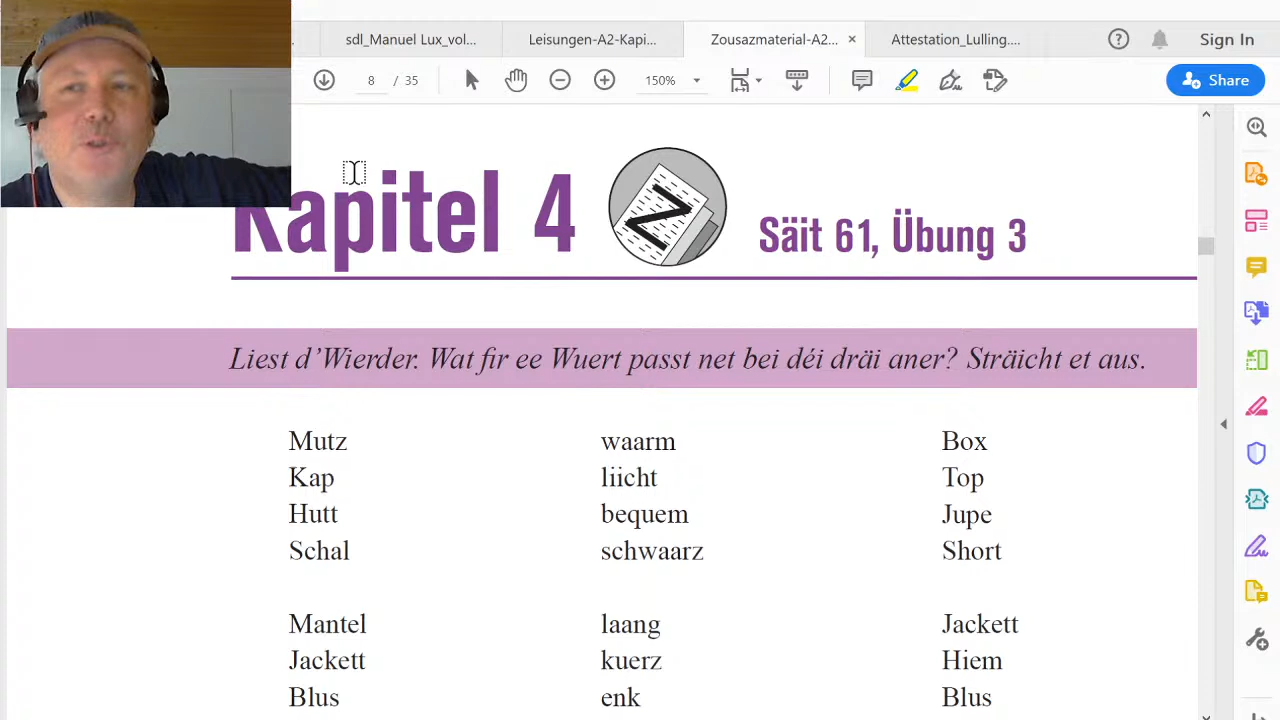 sdl_Manuel Lux_vol...
Leisungen-A2-Kapi...
Zousazmaterial-A2...
Attestation_Lulling....
Sign In
8 / 35
150%
Share
Kapitel 4
Säit 61, Übung 3
Liest d'Wierder. Wat fir ee Wuert passt net bei déi dräi aner? Sträicht et aus.
Mutz
Kap
Hutt
Schal
waarm
liicht
bequem
schwaarz
Box
Top
Jupe
Short
Mantel
Jackett
Blus
laang
kuerz
enk
Jackett
Hiem
Blus